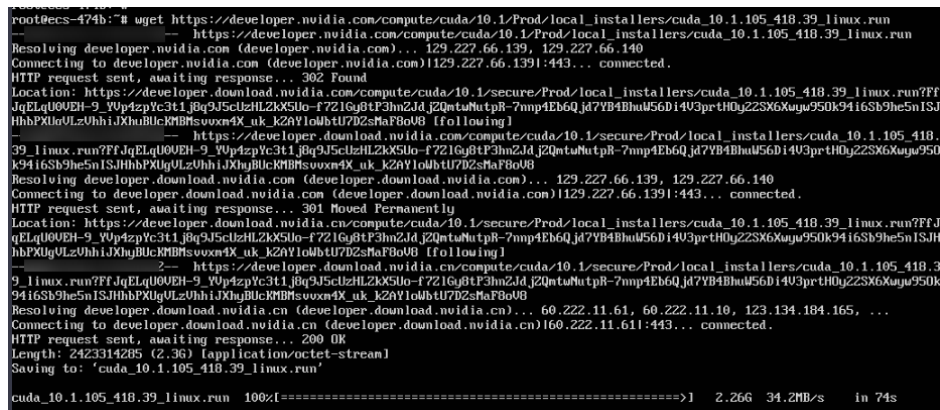 root@ecs-474b:~# wget https://developer.nvidia.com/compute/cuda/10.1/Prod/local_installers/cuda_10.1.105_418.39_linux.run
-- -- https://developer.nvidia.com/compute/cuda/10.1/Prod/local_installers/cuda_10.1.105_418.39_linux.run
Resolving developer.nvidia.com (developer.nvidia.com)... 129.227.66.139, 129.227.66.140
Connecting to developer.nvidia.com (developer.nvidia.com)|129.227.66.139|:443... connected.
HTTP request sent, awaiting response... 302 Found
Location: https://developer.download.nvidia.com/compute/cuda/10.1/secure/Prod/local_installers/cuda_10.1.105_418.39_linux.run?Ff
[following]
-- https://developer.download.nvidia.com/compute/cuda/10.1/secure/Prod/local_installers/cuda_10.1.105_418.
Resolving developer.download.nvidia.com (developer.download.nvidia.com)... 129.227.66.139, 129.227.66.140
Connecting to developer.download.nvidia.com (developer.download.nvidia.com)|129.227.66.139|:443... connected.
HTTP request sent, awaiting response... 301 Moved Permanently
Location: https://developer.download.nvidia.cn/compute/cuda/10.1/secure/Prod/local_installers/cuda_10.1.105_418.39_linux.run?FfJ
[following]
2-- https://developer.download.nvidia.cn/compute/cuda/10.1/secure/Prod/local_installers/cuda_10.1.105_418.3
Resolving developer.download.nvidia.cn (developer.download.nvidia.cn)... 60.222.11.61, 60.222.11.10, 123.134.184.165, ...
Connecting to developer.download.nvidia.cn (developer.download.nvidia.cn)|60.222.11.61|:443... connected.
HTTP request sent, awaiting response... 200 OK
Length: 2423314285 (2.3G) [application/octet-stream]
Saving to: ‘cuda_10.1.105_418.39_linux.run’
cuda_10.1.105_418.39_linux.run 100%[===================================================>] 2.26G 34.2MB/s in 74s